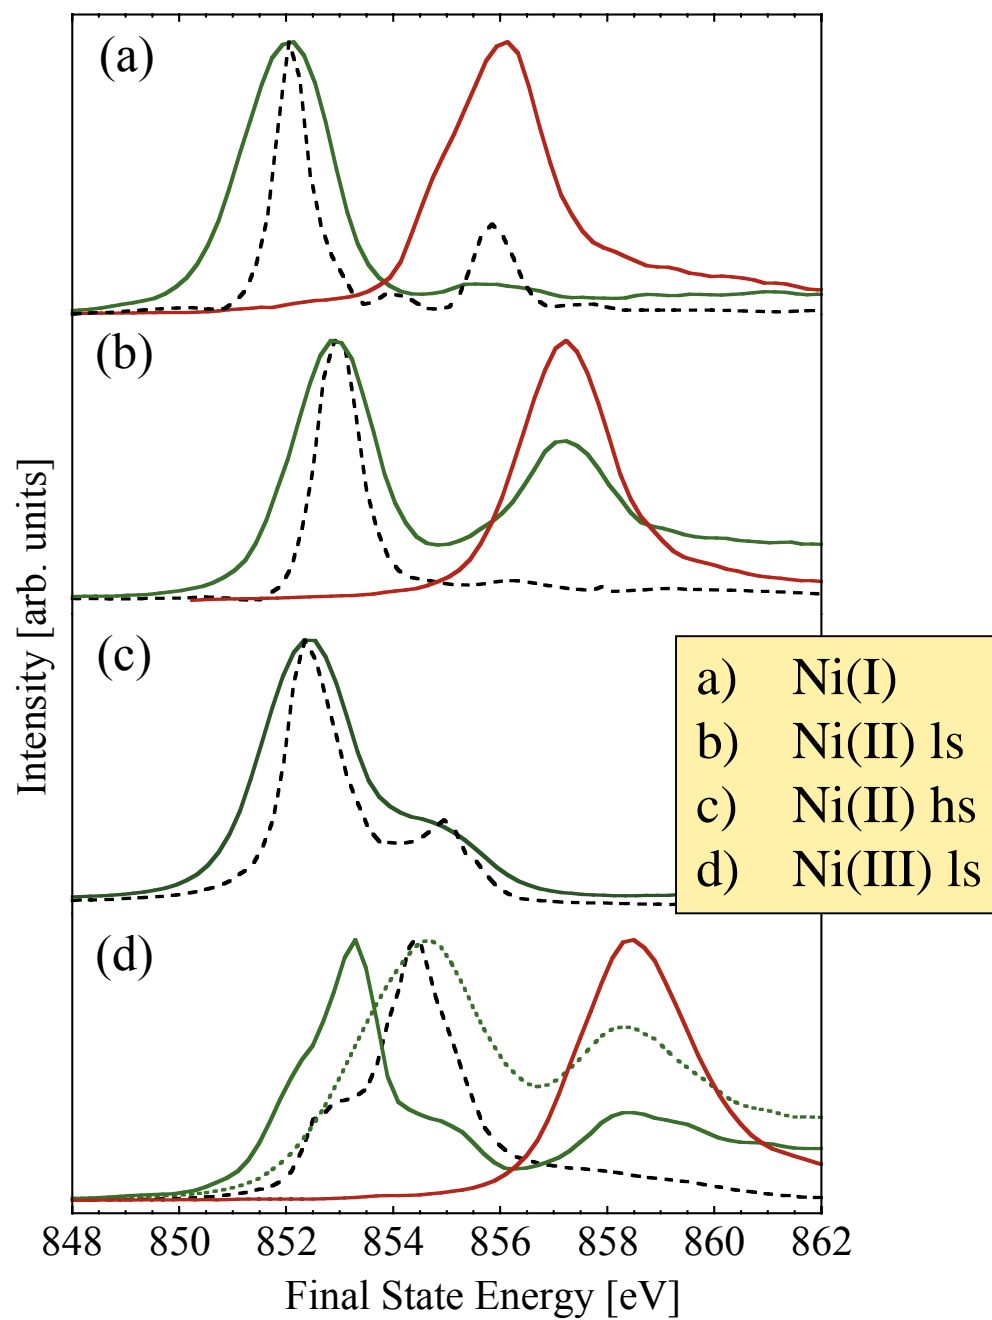 (a)
(b)
(c)
(d)
Intensity [arb. units]
a) Ni(I)
b) Ni(II) ls
c) Ni(II) hs
d) Ni(III) ls
848 850 852 854 856 858 860 862
Final State Energy [eV]